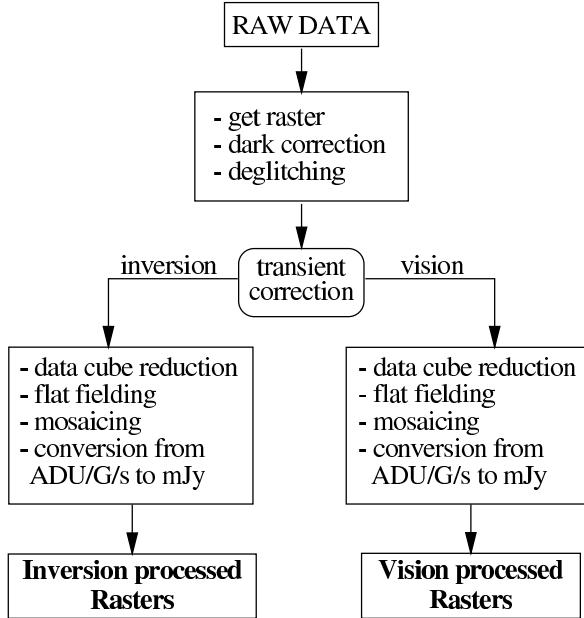 RAW DATA
- get raster
- dark correction
- deglitching
inversion
transient
correction
vision
- data cube reduction
- flat fielding
- mosaicing
- conversion from
ADU/G/s to mJy
- data cube reduction
- flat fielding
- mosaicing
- conversion from
ADU/G/s to mJy
Inversion processed
Rasters
Vision processed
Rasters